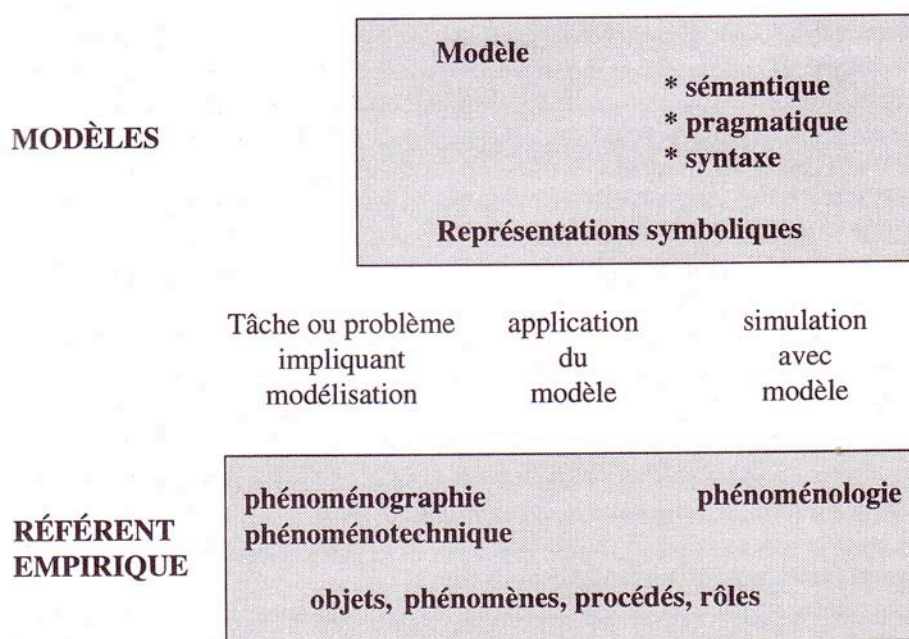 MODÈLES
Modèle
* sémantique
* pragmatique
* syntaxe
Représentations symboliques
Tâche ou problème
impliquant
modélisation
application
du
modèle
simulation
avec
modèle
RÉFÉRENT
EMPIRIQUE
phénoménographie
phénoménotechnique
phénoménologie
objets, phénomènes, procédés, rôles